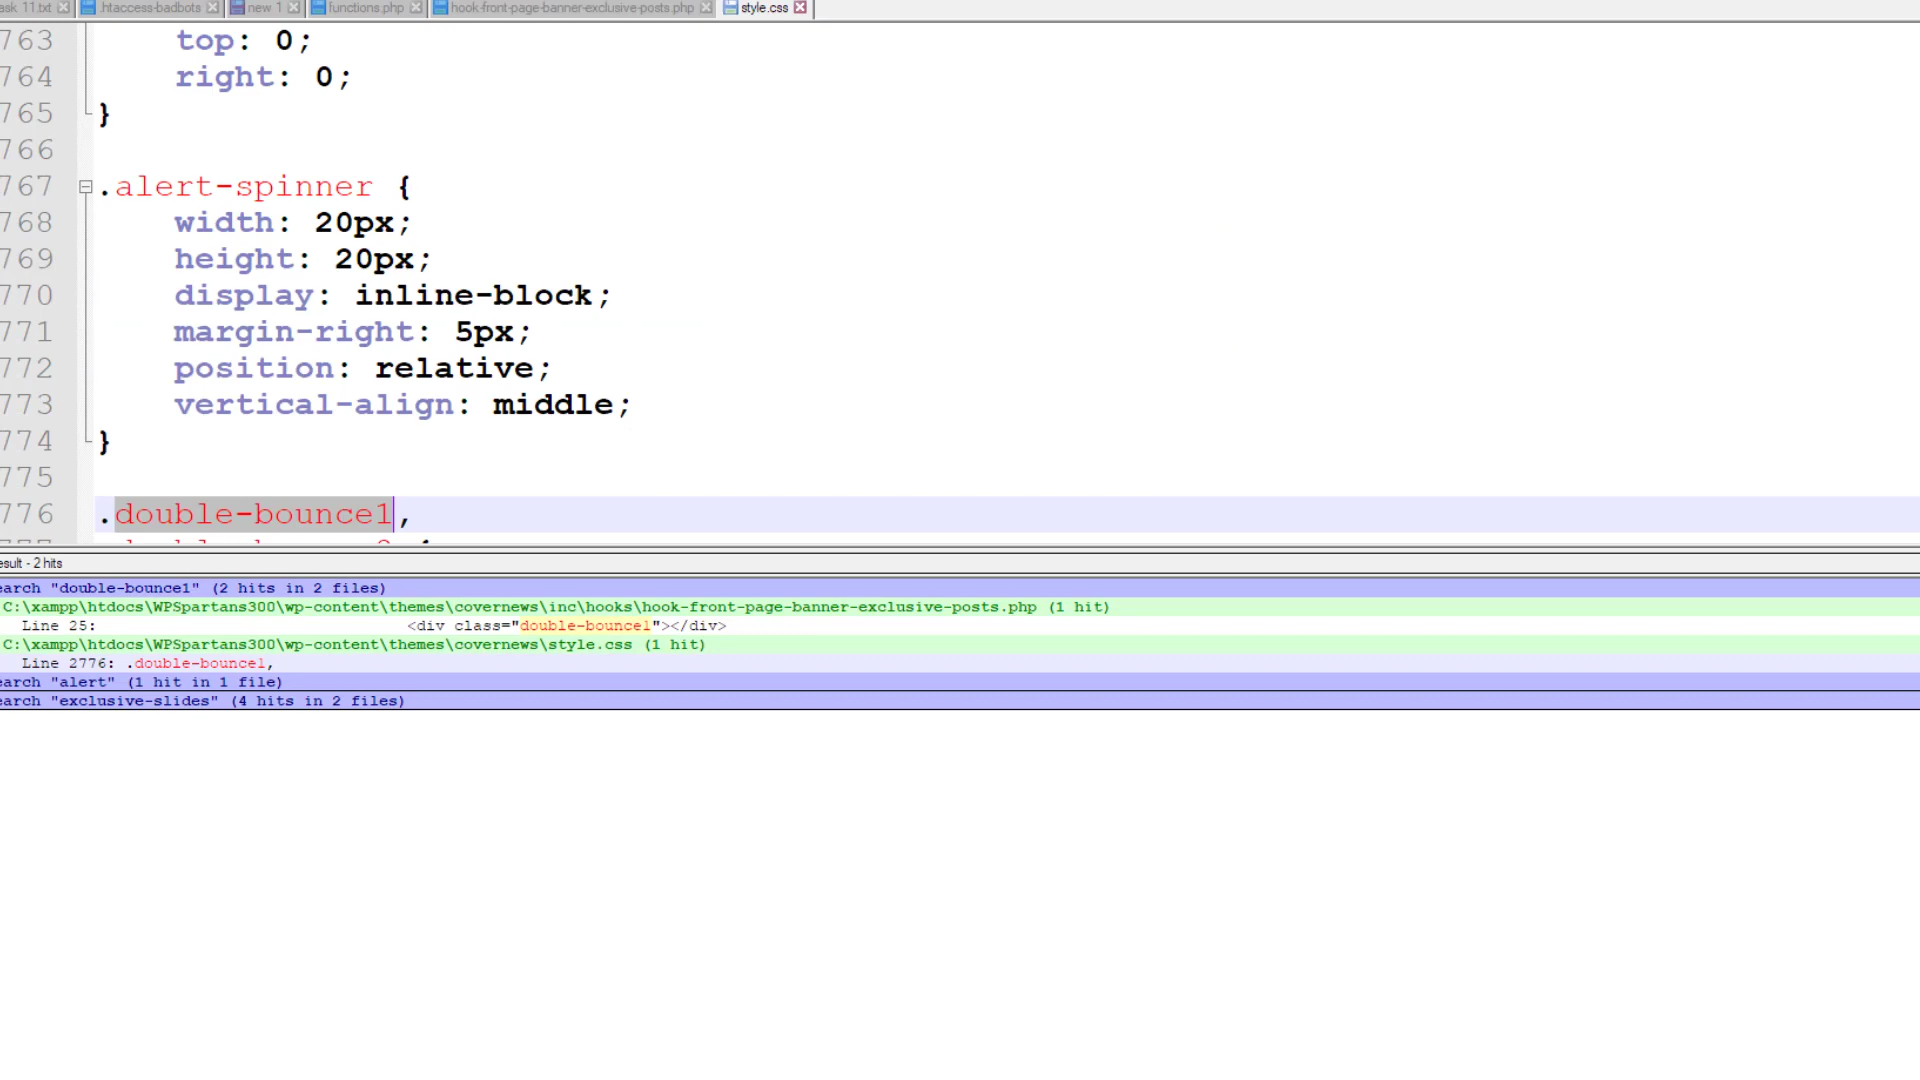 ask 11.txt .htaccess-badbots new 1 functions.php hook-front-page-banner-exclusive-posts.php style.css
763 top: 0;
764 right: 0;
765 }
766
767 .alert-spinner {
768 width: 20px;
769 height: 20px;
770 display: inline-block;
771 margin-right: 5px;
772 position: relative;
773 vertical-align: middle;
774 }
775
776 .double-bounce1,
esult - 2 hits
earch "double-bounce1" (2 hits in 2 files)
C:\xampp\htdocs\WPSpartans300\wp-content\themes\covernews\inc\hooks\hook-front-page-banner-exclusive-posts.php (1 hit)
Line 25: <div class="double-bounce1"></div>
C:\xampp\htdocs\WPSpartans300\wp-content\themes\covernews\style.css (1 hit)
Line 2776: .double-bounce1,
earch "alert" (1 hit in 1 file)
earch "exclusive-slides" (4 hits in 2 files)